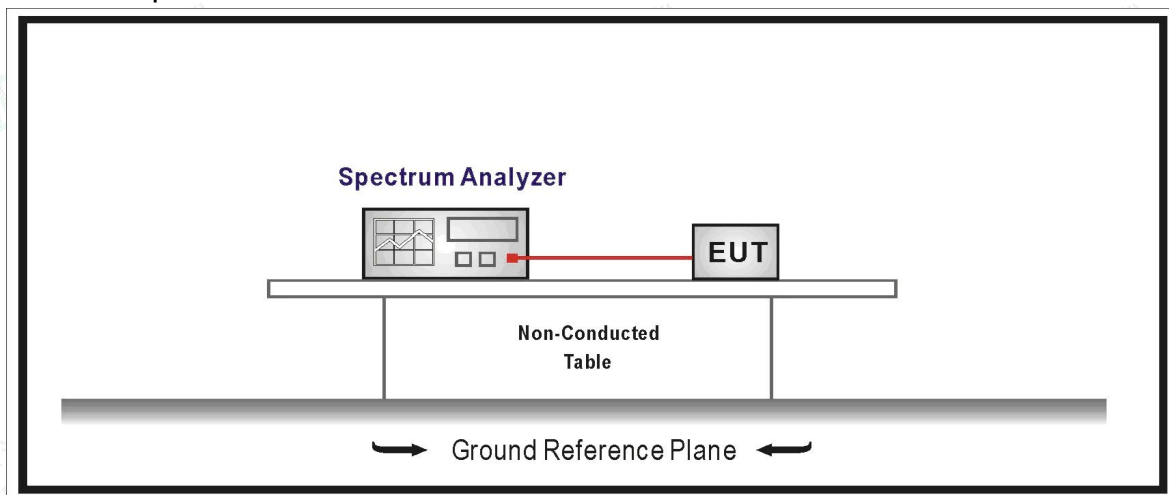 Spectrum Analyzer
EUT
Non-Conducted
Table
Ground Reference Plane